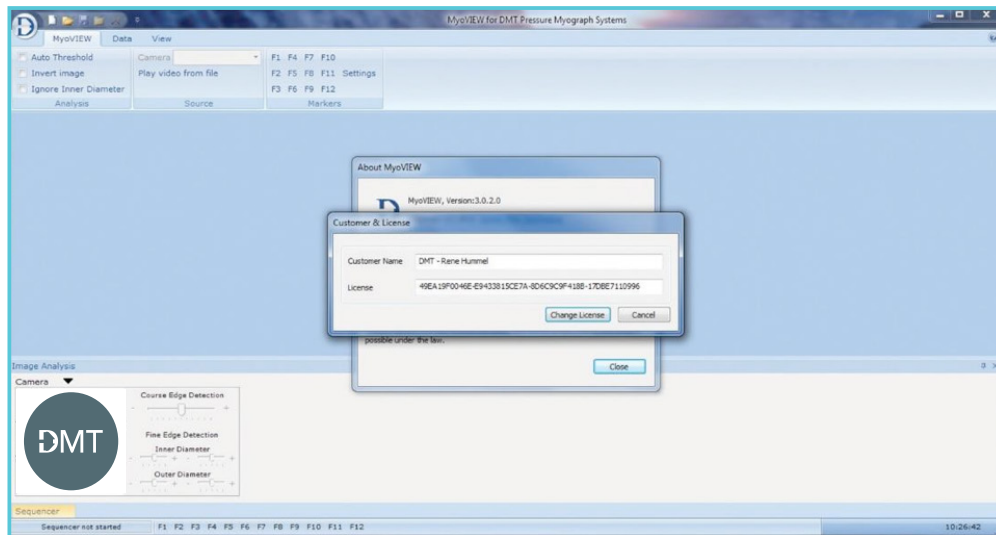 MyoVIEW for DMT Pressure Myograph Systems
MyoVIEW Data View
Auto Threshold
Invert image
Ignore Inner Diameter
Analysis
Camera
Play video from file
Source
F1 F4 F7 F10
F2 F5 F8 F11 Settings
F3 F6 F9 F12
Markers
About MyoVIEW
MyoVIEW, Version:3.0.2.0
Customer & License
Customer Name DMT - Rene Hummel
License 49EA19F0046E-E9433815CE7A-8D6C9C9F418B-17DBE7110996
Change License Cancel
possible under the law.
Close
Image Analysis
Camera
DMT
Course Edge Detection
Fine Edge Detection
Inner Diameter
Outer Diameter
Sequencer
Sequencer not started F1 F2 F3 F4 F5 F6 F7 F8 F9 F10 F11 F12
10:26:42